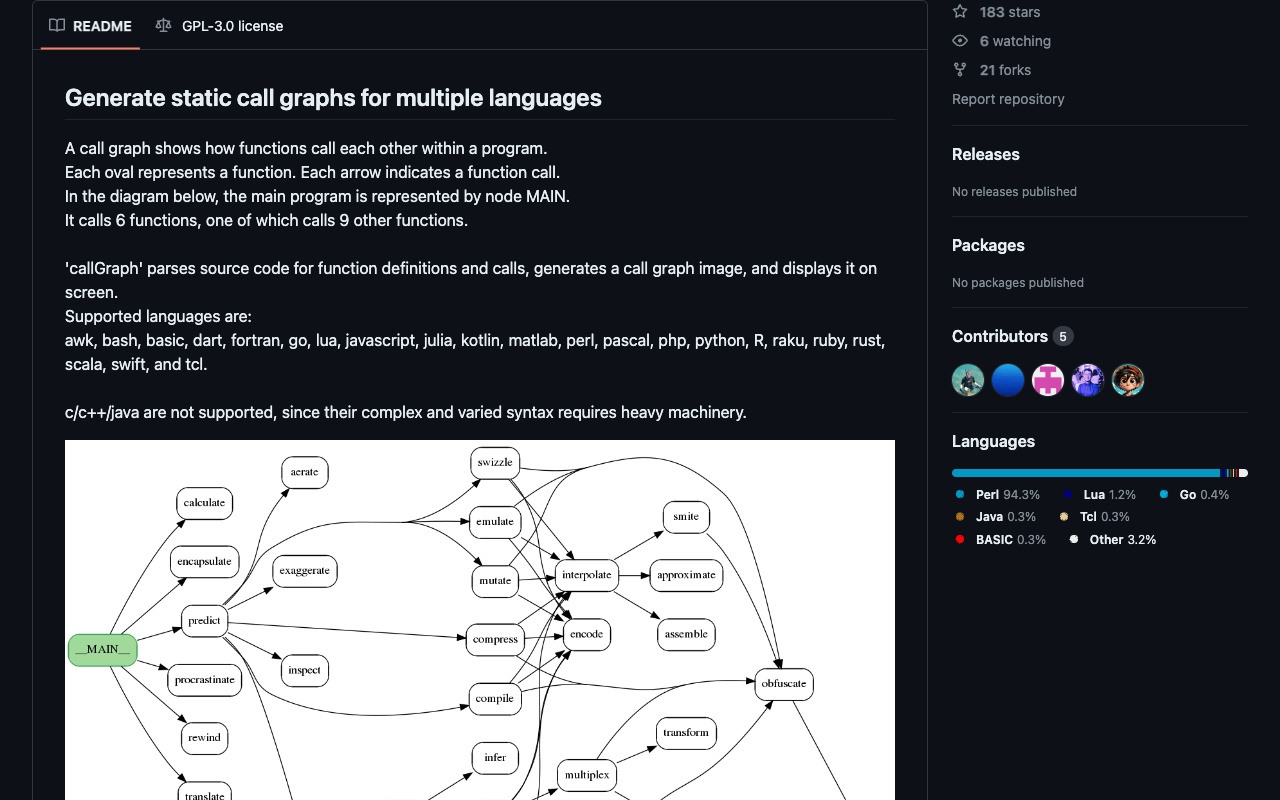 README
GPL-3.0 license
Generate static call graphs for multiple languages
A call graph shows how functions call each other within a program.
Each oval represents a function. Each arrow indicates a function call.
In the diagram below, the main program is represented by node MAIN.
It calls 6 functions, one of which calls 9 other functions.
'callGraph' parses source code for function definitions and calls, generates a call graph image, and displays it on
screen.
Supported languages are:
awk, bash, basic, dart, fortran, go, lua, javascript, julia, kotlin, matlab, perl, pascal, php, python, R, raku, ruby, rust,
scala, swift, and tcl.
c/c++/java are not supported, since their complex and varied syntax requires heavy machinery.
__MAIN__
calculate
encapsulate
predict
procrastinate
rewind
translate
aerate
exaggerate
inspect
swizzle
emulate
mutate
compress
compile
infer
interpolate
encode
multiplex
smite
approximate
assemble
transform
obfuscate
183 stars
6 watching
21 forks
Report repository
Releases
No releases published
Packages
No packages published
Contributors 5
Languages
Perl 94.3% Lua 1.2% Go 0.4%
Java 0.3% Tcl 0.3%
BASIC 0.3% Other 3.2%